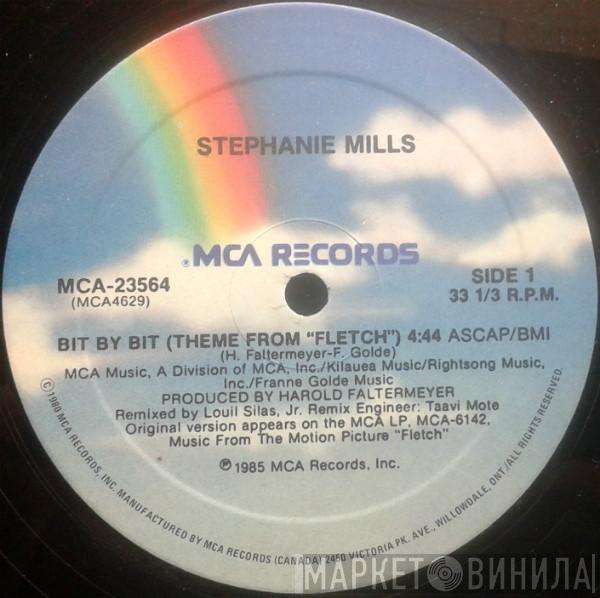 STEPHANIE MILLS
MCA RECORDS
MCA-23564
(MCA4629)
SIDE 1
33 1/3 R.P.M.
BIT BY BIT (THEME FROM "FLETCH") 4:44 ASCAP/BMI
(H. Faltermeyer-F. Golde)
MCA Music, A Division of MCA, Inc./Kilauea Music/Rightsong Music,
Inc./Franne Golde Music
PRODUCED BY HAROLD FALTERMEYER
Remixed by Louil Silas, Jr. Remix Engineer: Taavi Mote
Original version appears on the MCA LP, MCA-6142,
Music From The Motion Picture "Fletch"
℗1985 MCA Records, Inc.
©1980 MCA RECORDS, INC. MANUFACTURED BY MCA RECORDS (CANADA) 2450 VICTORIA PK. AVE., WILLOWDALE, ONT./ALL RIGHTS RESERVED.
МАРКЕТ ВИНИЛА